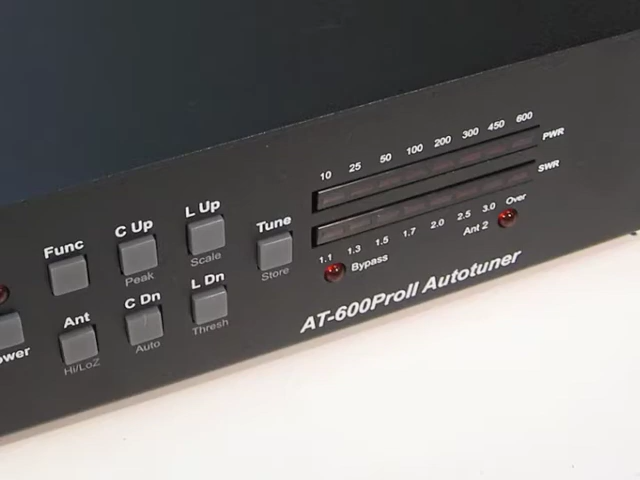 10 25 50 100 200 300 450 600 PWR
SWR
1.1 1.3 1.5 1.7 2.0 2.5 3.0 Over
Bypass Ant 2
Func C Up L Up Tune
Peak Scale Store
Ant C Dn L Dn
Hi/LoZ Auto Thresh
ower
AT-600ProII Autotuner